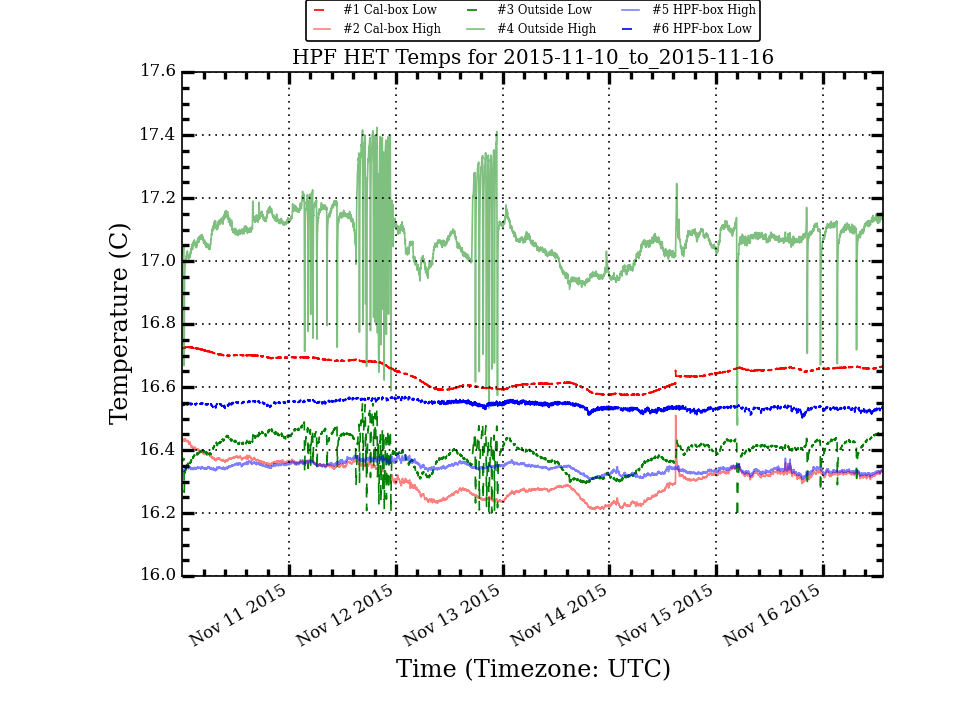 #1 Cal-box Low #3 Outside Low #5 HPF-box High
#2 Cal-box High #4 Outside High #6 HPF-box Low
HPF HET Temps for 2015-11-10_to_2015-11-16
17.6
17.4
17.2
17.0
16.8
16.6
16.4
16.2
16.0
Temperature (C)
Nov 11 2015 Nov 12 2015 Nov 13 2015 Nov 14 2015 Nov 15 2015 Nov 16 2015
Time (Timezone: UTC)